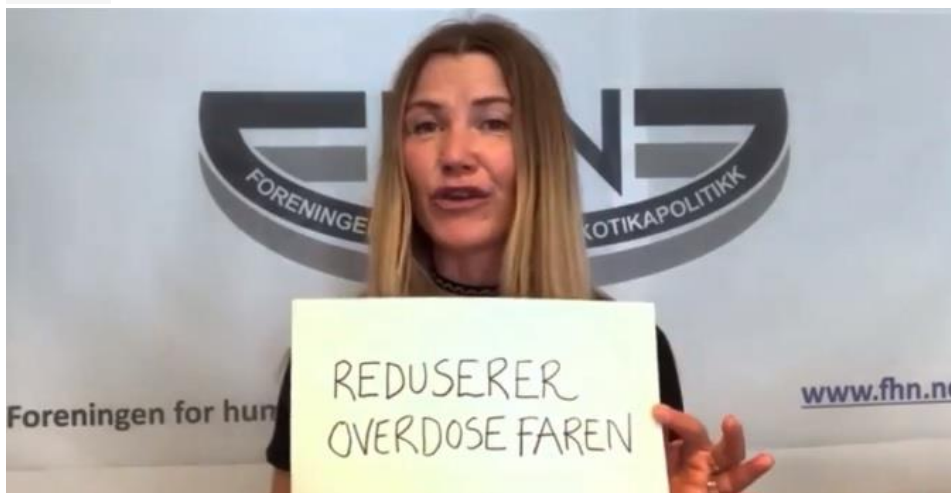 FORENINGE
KOTIKAPOLITIKK
REDUSERER
OVERDOSE FAREN
Foreningen for hum
www.fhn.no